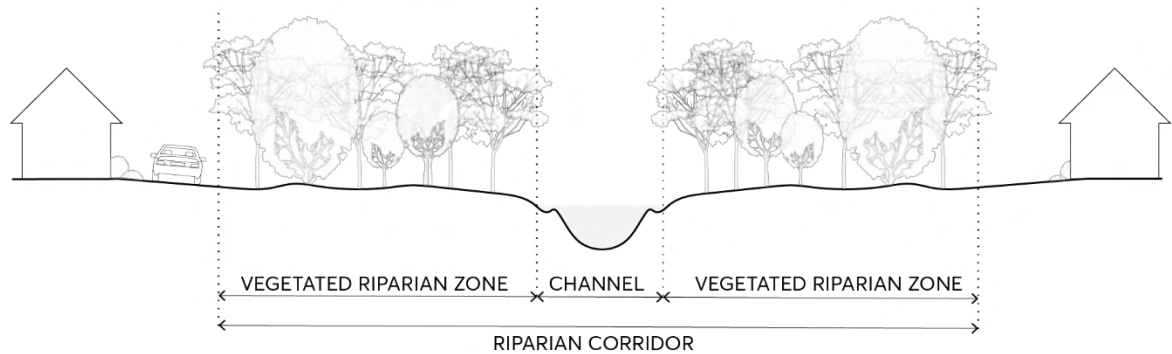 VEGETATED RIPARIAN ZONE
CHANNEL
VEGETATED RIPARIAN ZONE
RIPARIAN CORRIDOR